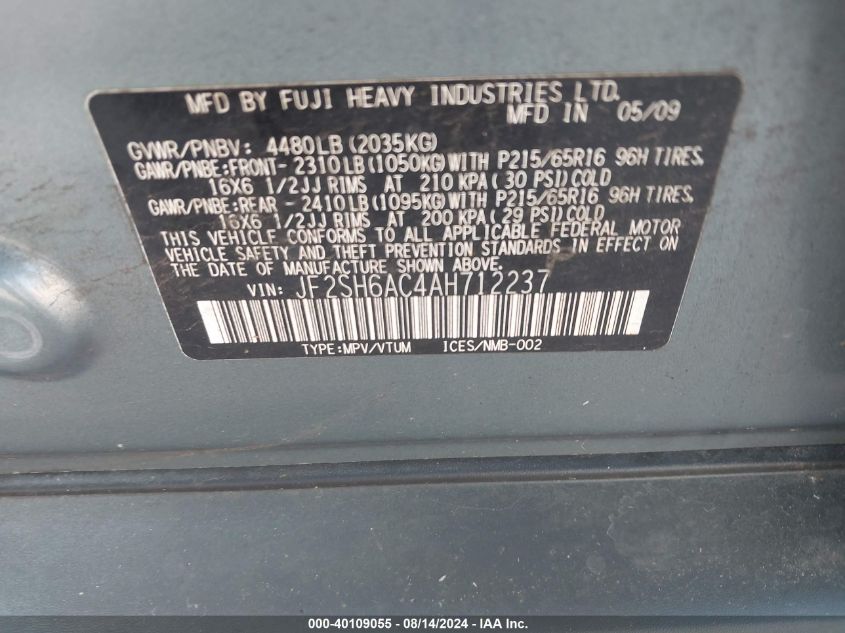 MFD BY FUJI HEAVY INDUSTRIES LTD.
MFD IN 05/09
GVWR/PNBV: 4480LB(2035KG)
GAWR/PNBE:FRONT- 2310LB(1050KG)WITH P215/65R16 96H TIRES.
16X6 1/2JJ RIMS AT 210 KPA(30 PSI)COLD
GAWR/PNBE:REAR - 2410LB(1095KG)WITH P215/65R16 96H TIRES.
16X6 1/2JJ RIMS AT 200 KPA(29 PSI)COLD
THIS VEHICLE CONFORMS TO ALL APPLICABLE FEDERAL MOTOR
VEHICLE SAFETY AND THEFT PREVENTION STANDARDS IN EFFECT ON
THE DATE OF MANUFACTURE SHOWN ABOVE.
VIN: JF2SH6AC4AH712237
TYPE:MPV/VTUM ICES/NMB-002
000-40109055 - 08/14/2024 - IAA Inc.